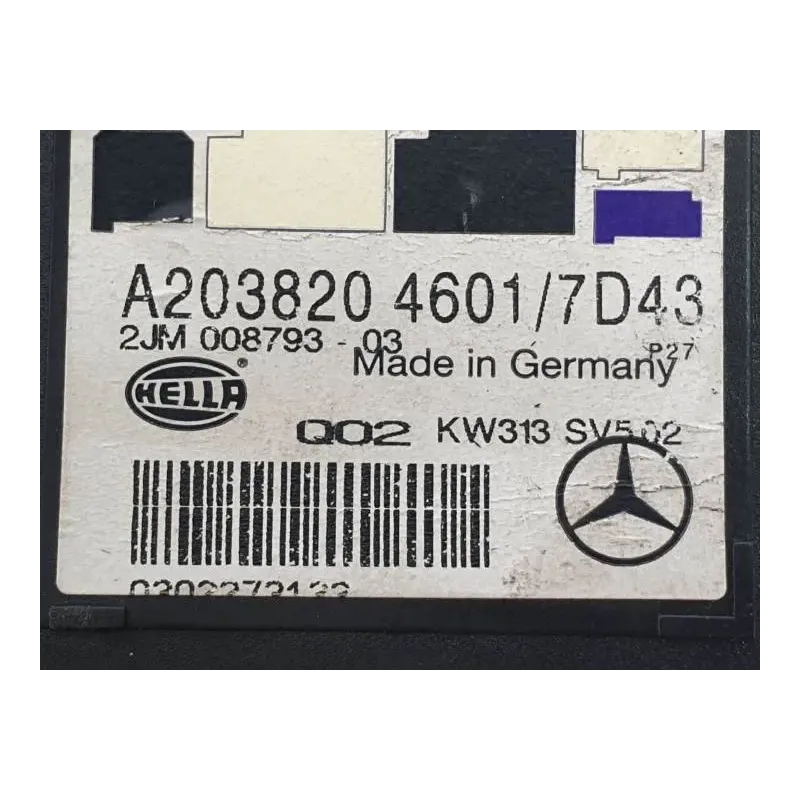 A203820 4601/7D43
2JM 008793 - 03
Made in Germany P27
HELLA ®
Q02 KW313 SV5.02